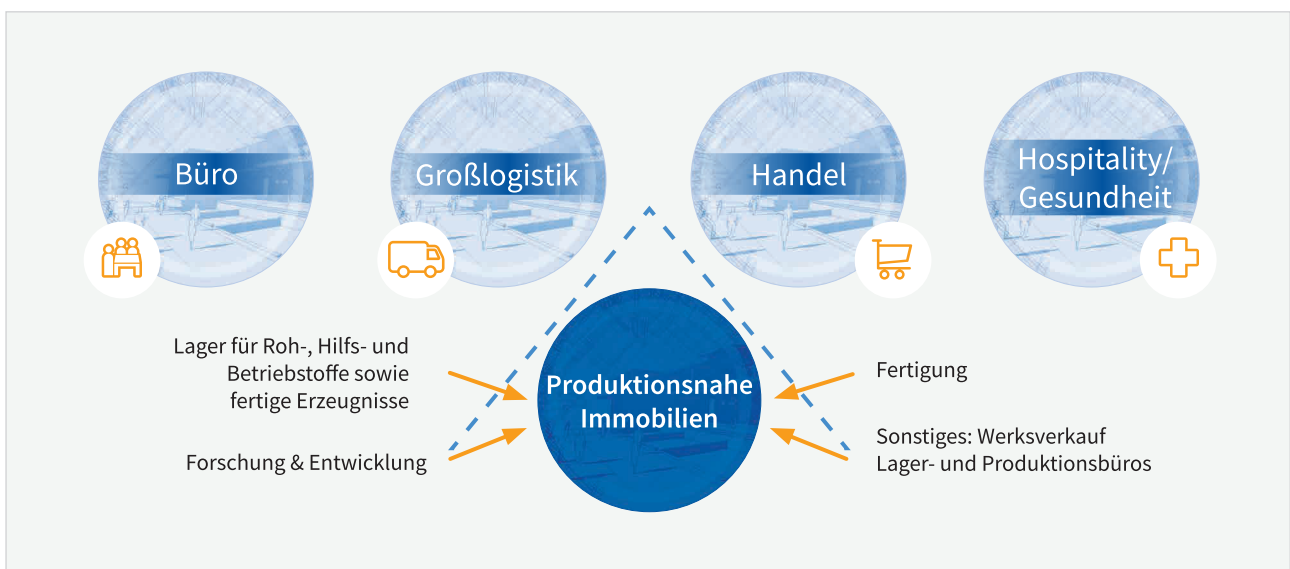 Büro
Großlogistik
Handel
Hospitality/
Gesundheit
Lager für Roh-, Hilfs- und
Betriebstoffe sowie
fertige Erzeugnisse
Forschung & Entwicklung
Produktionsnahe
Immobilien
Fertigung
Sonstiges: Werksverkauf
Lager- und Produktionsbüros